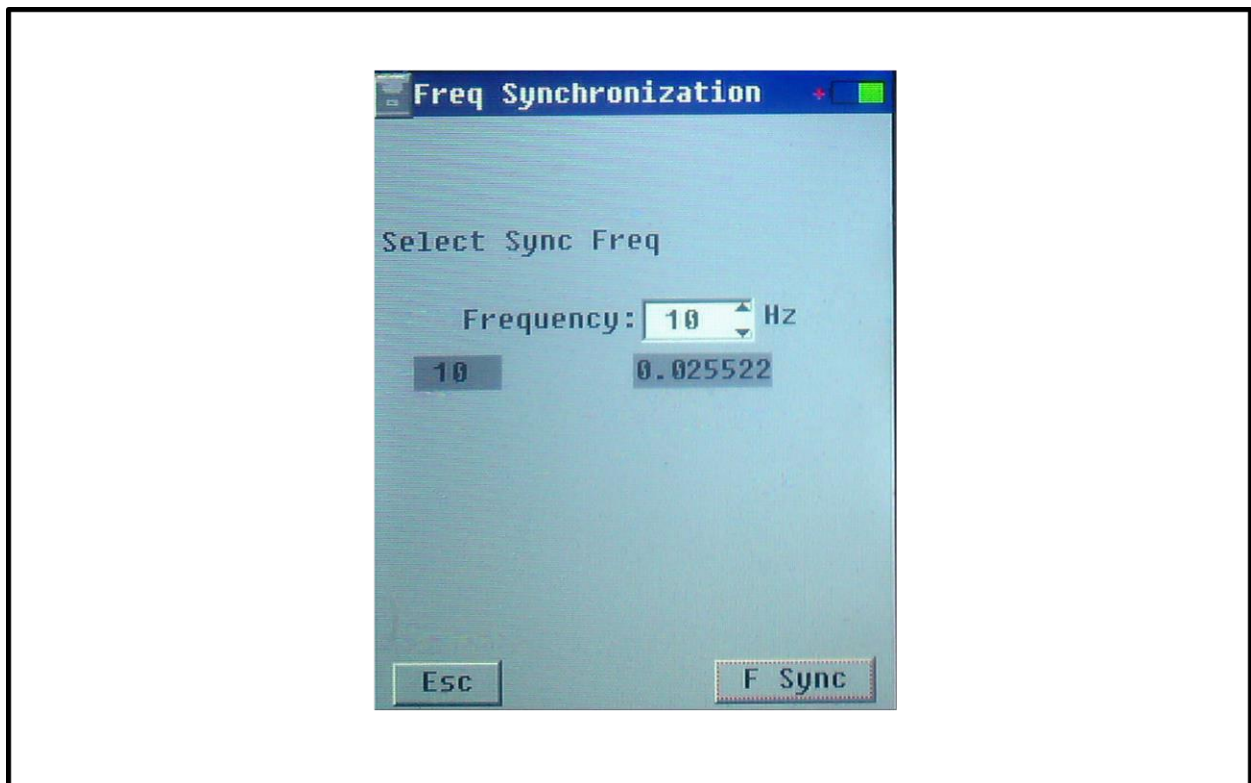 Freq Synchronization
Select Sync Freq
Frequency: 10 Hz
10 0.025522
Esc F Sync